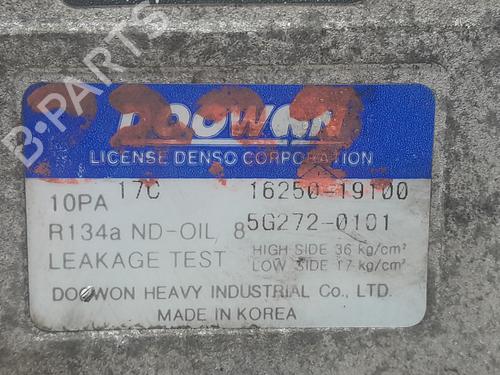 B-PARTS
DOOWON
LICENSE DENSO CORPORATION
10PA 17C 16250-19100
R134a ND-OIL, 8 5G272-0101
LEAKAGE TEST HIGH SIDE 36 kg/cm²
LOW SIDE 17 kg/cm²
DOOWON HEAVY INDUSTRIAL Co., LTD.
MADE IN KOREA